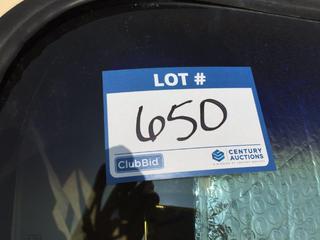 LOT #
650
ClubBid
CENTURY
AUCTIONS